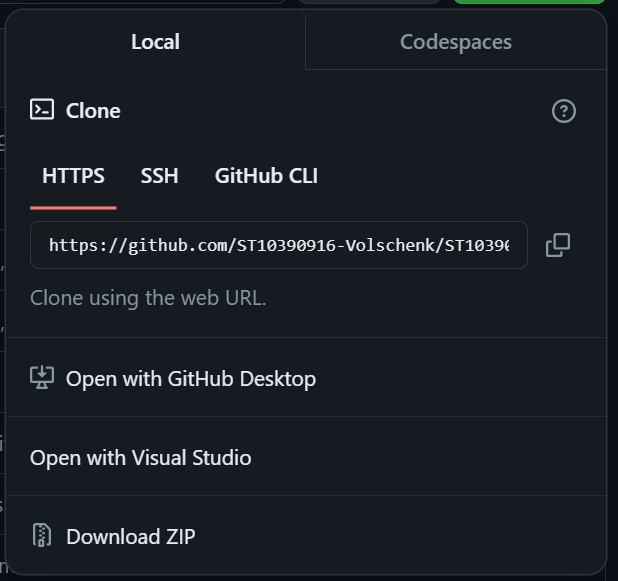 Local
Codespaces
Clone
HTTPS
SSH
GitHub CLI
https://github.com/ST10390916-Volschenk/ST1039
Clone using the web URL.
Open with GitHub Desktop
Open with Visual Studio
Download ZIP